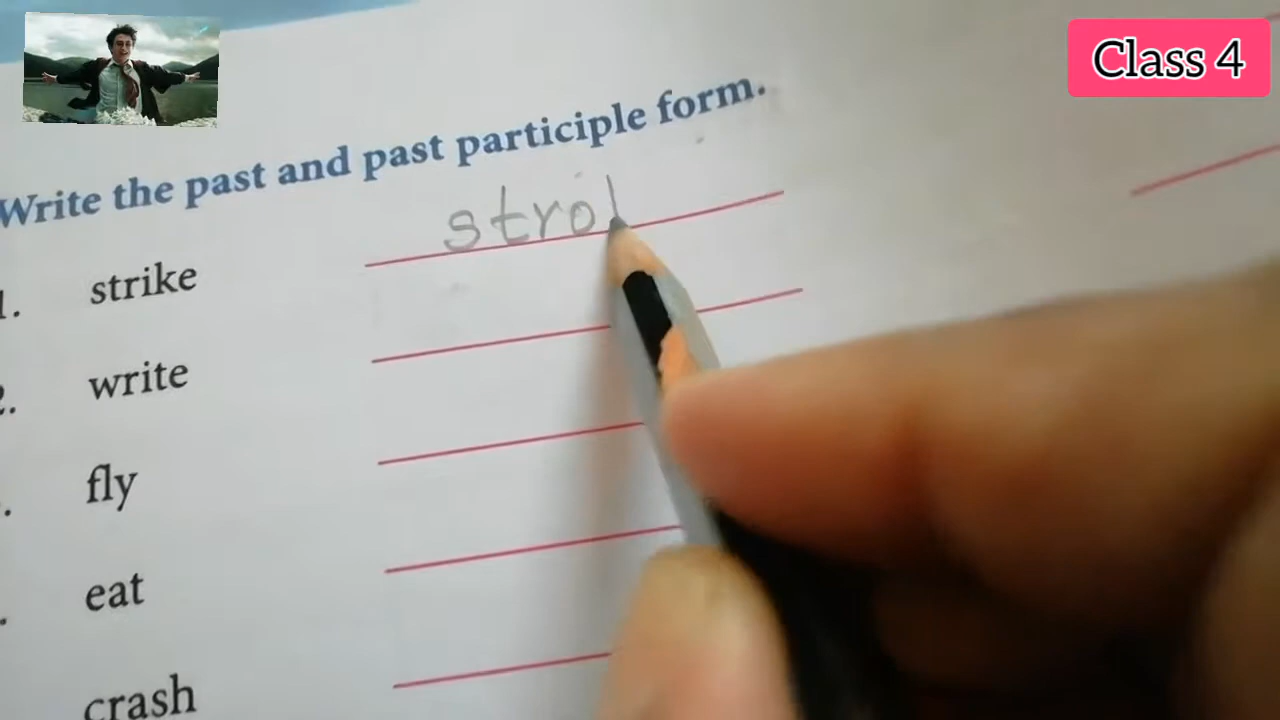 Class 4
Write the past and past participle form.
1. strike strol
2. write
fly
eat
crash